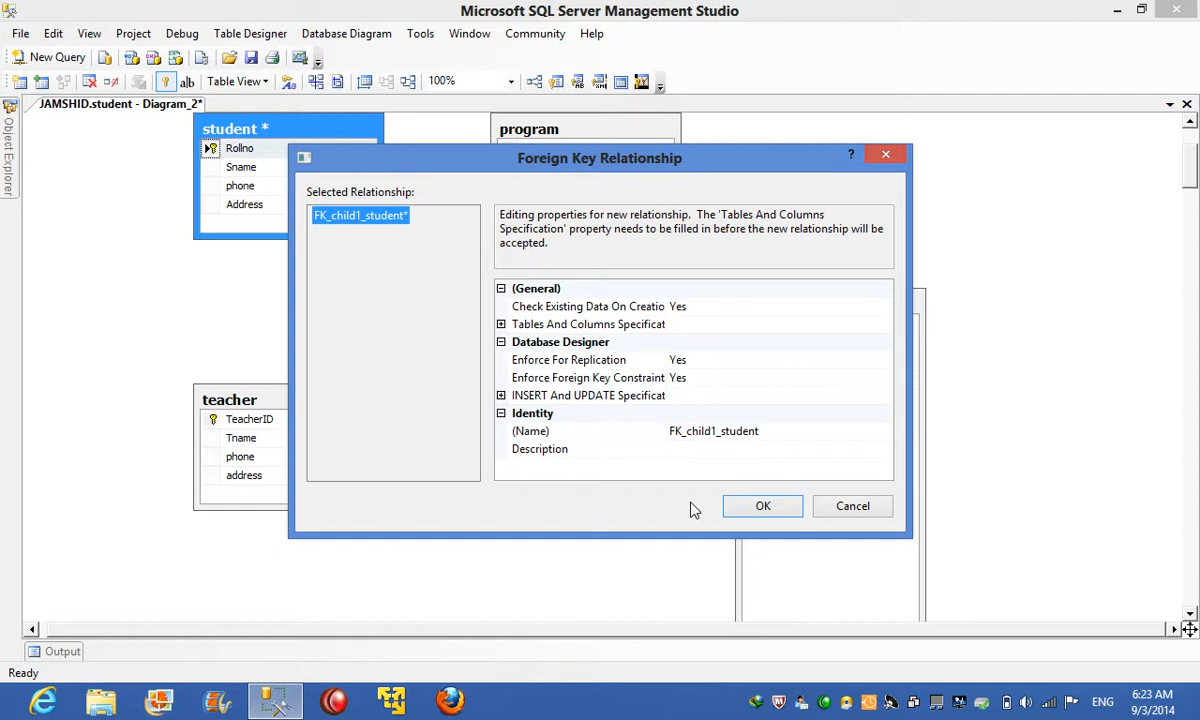 Microsoft SQL Server Management Studio
File Edit View Project Debug Table Designer Database Diagram Tools Window Community Help
New Query
Table View 100%
JAMSHID.student - Diagram_2*
Object Explorer
student *
Rollno
Sname
phone
Address
program
Foreign Key Relationship
?
Selected Relationship:
FK_child1_student*
Editing properties for new relationship. The 'Tables And Columns
Specification' property needs to be filled in before the new relationship will be
accepted.
(General)
Check Existing Data On Creatio Yes
Tables And Columns Specificat
Database Designer
Enforce For Replication Yes
Enforce Foreign Key Constraint Yes
INSERT And UPDATE Specificat
Identity
(Name) FK_child1_student
Description
OK Cancel
teacher
TeacherID
Tname
phone
address
Output
Ready
ENG
6:23 AM
9/3/2014